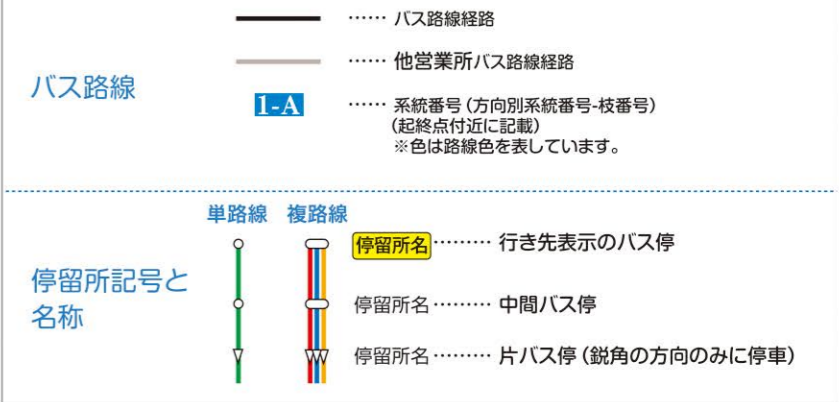 バス路線
…… バス路線経路
…… 他営業所バス路線経路
1-A …… 系統番号(方向別系統番号-枝番号)
(起終点付近に記載)
※色は路線色を表しています。
単路線 複路線
停留所記号と
名称
停留所名……… 行き先表示のバス停
停留所名……… 中間バス停
停留所名……… 片バス停(鋭角の方向のみに停車)